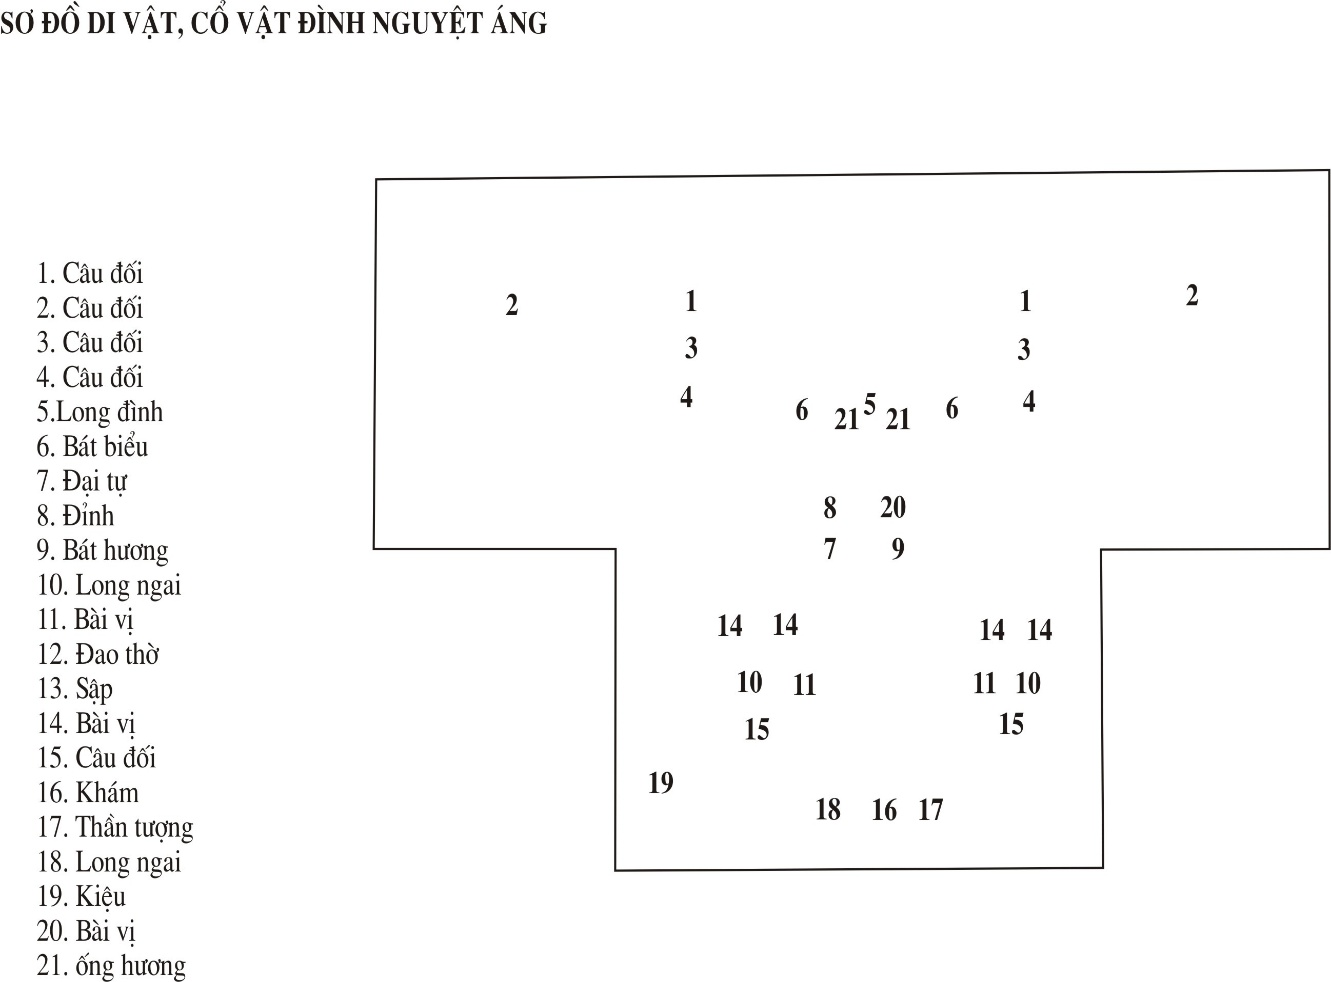 SƠ ĐỒ DI VẬT, CỔ VẬT ĐÌNH NGUYỆT ÁNG
1. Câu đối
2. Câu đối
3. Câu đối
4. Câu đối
5.Long đình
6. Bát biểu
7. Đại tự
8. Đỉnh
9. Bát hương
10. Long ngai
11. Bài vị
12. Đao thờ
13. Sập
14. Bài vị
15. Câu đối
16. Khám
17. Thần tượng
18. Long ngai
19. Kiệu
20. Bài vị
21. ống hương
2 1 1 2
3 3
4 6 21 5 21 6 4
8 20
7 9
14 14 14 14
10 11 11 10
15 15
19
18 16 17